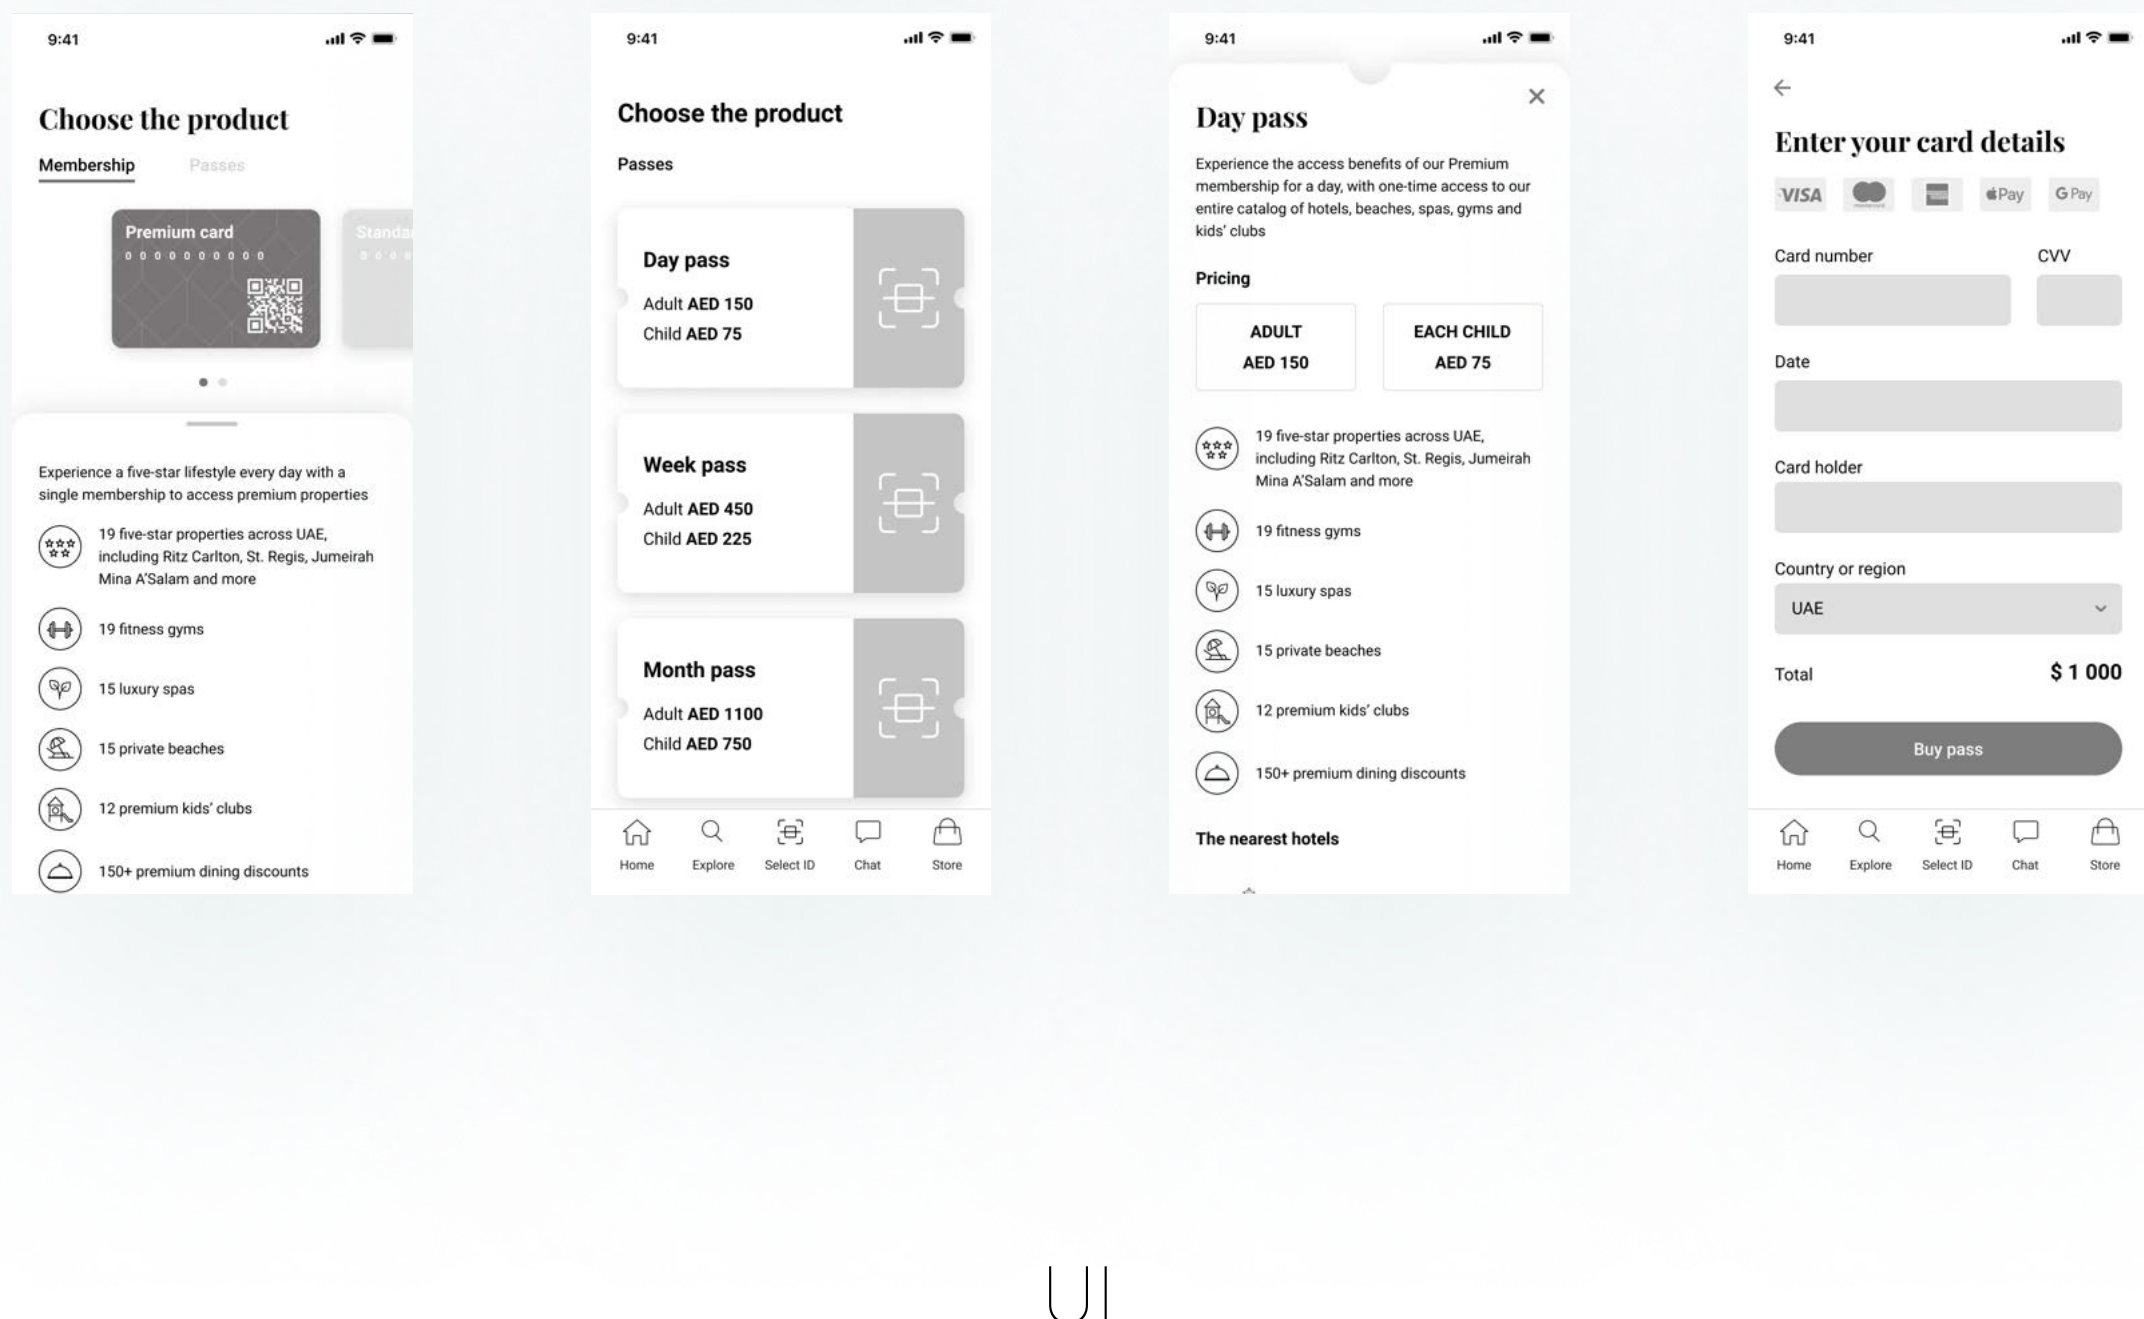 9:41
Choose the product
Membership Passes
Premium card
0 0 0 0 0 0 0 0 0 0
Experience a five-star lifestyle every day with a
single membership to access premium properties
19 five-star properties across UAE,
including Ritz Carlton, St. Regis, Jumeirah
Mina A'Salam and more
19 fitness gyms
15 luxury spas
15 private beaches
12 premium kids' clubs
150+ premium dining discounts
9:41
Choose the product
Passes
Day pass
Adult AED 150
Child AED 75
Week pass
Adult AED 450
Child AED 225
Month pass
Adult AED 1100
Child AED 750
Home Explore Select ID Chat Store
9:41
Day pass
Experience the access benefits of our Premium
membership for a day, with one-time access to our
entire catalog of hotels, beaches, spas, gyms and
kids' clubs
Pricing
ADULT
AED 150
EACH CHILD
AED 75
19 five-star properties across UAE,
including Ritz Carlton, St. Regis, Jumeirah
Mina A'Salam and more
19 fitness gyms
15 luxury spas
15 private beaches
12 premium kids' clubs
150+ premium dining discounts
The nearest hotels
9:41
Enter your card details
VISA Pay G Pay
Card number CVV
Date
Card holder
Country or region
UAE
Total $ 1 000
Buy pass
Home Explore Select ID Chat Store
UI